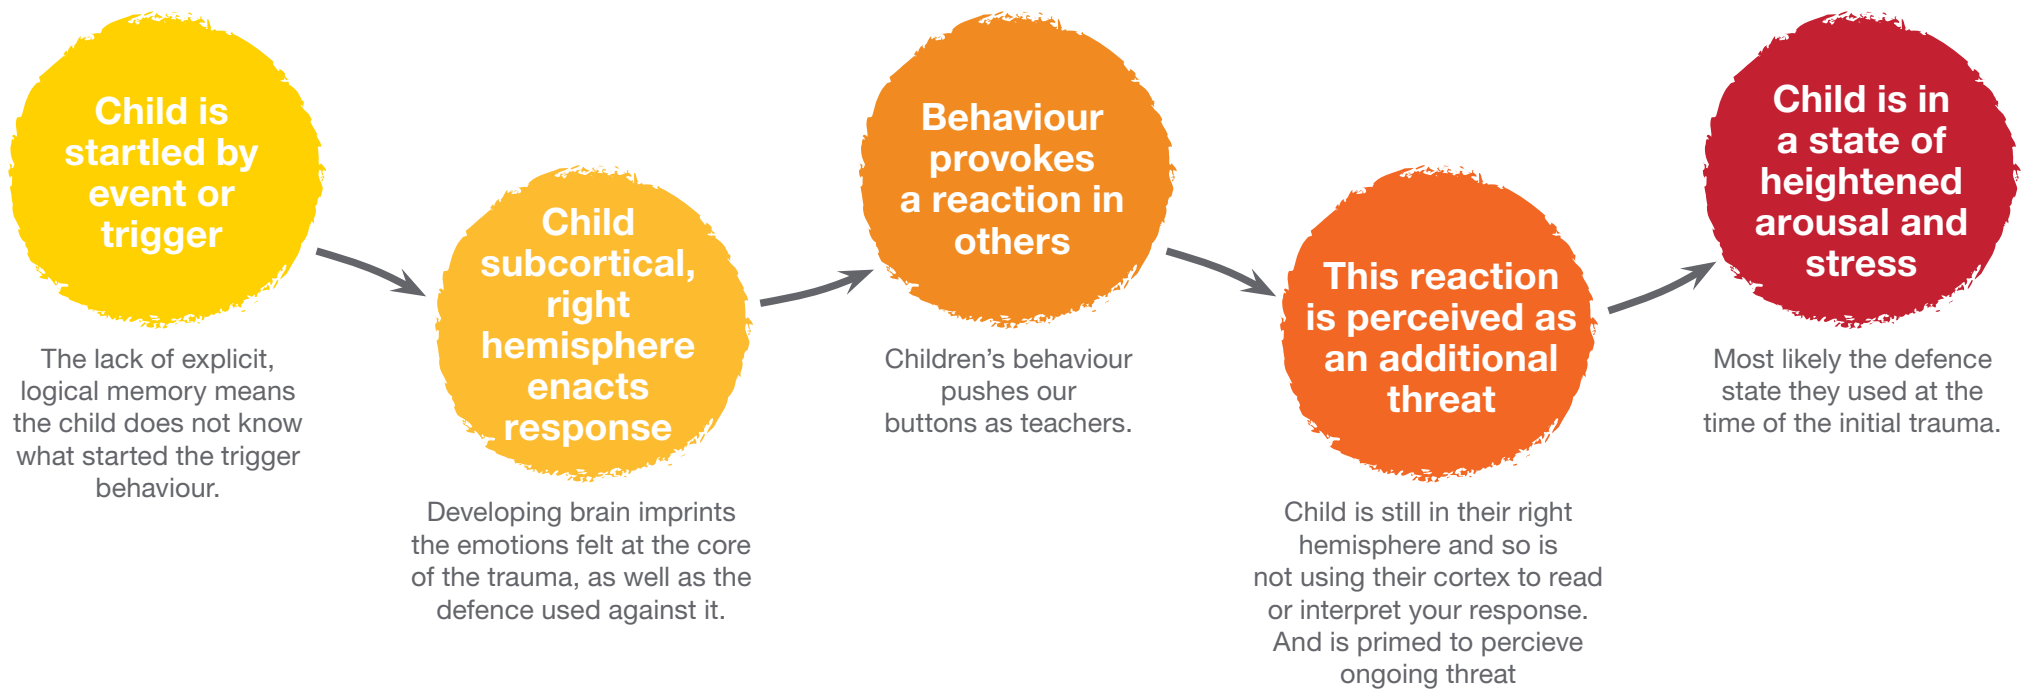 Child is
startled by
event or
trigger
The lack of explicit,
logical memory means
the child does not know
what started the trigger
behaviour.
Child
subcortical,
right
hemisphere
enacts
response
Developing brain imprints
the emotions felt at the core
of the trauma, as well as the
defence used against it.
Behaviour
provokes
a reaction in
others
Children’s behaviour
pushes our
buttons as teachers.
This reaction
is perceived as
an additional
threat
Child is still in their right
hemisphere and so is
not using their cortex to read
or interpret your response.
And is primed to percieve
ongoing threat
Child is in
a state of
heightened
arousal and
stress
Most likely the defence
state they used at the
time of the initial trauma.